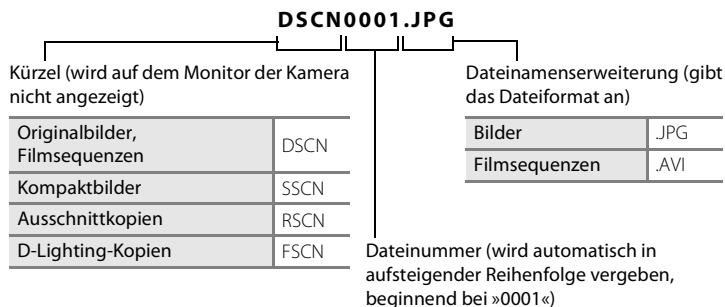 DSCN0001.JPG
Kürzel (wird auf dem Monitor der Kamera
nicht angezeigt)
Originalbilder,
Filmsequenzen DSCN
Kompaktbilder SSCN
Ausschnittkopien RSCN
D-Lighting-Kopien FSCN
Dateinamenserweiterung (gibt
das Dateiformat an)
Bilder .JPG
Filmsequenzen .AVI
Dateinummer (wird automatisch in
aufsteigender Reihenfolge vergeben,
beginnend bei »0001«)